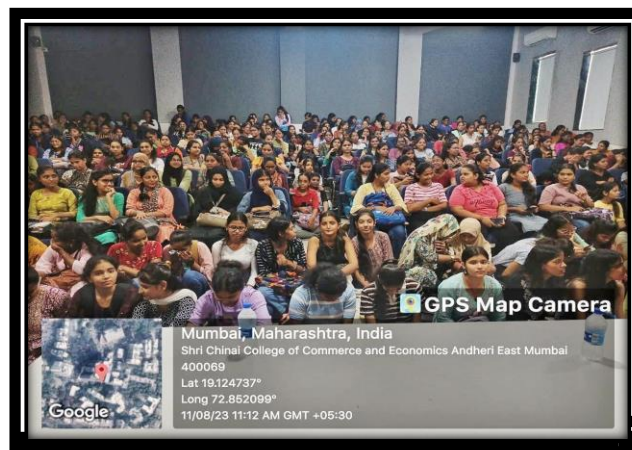 GPS Map Camera
Mumbai, Maharashtra, India
Shri Chinai College of Commerce and Economics Andheri East Mumbai
400069
Lat 19.124737°
Long 72.852099°
11/08/23 11:12 AM GMT +05:30
Google